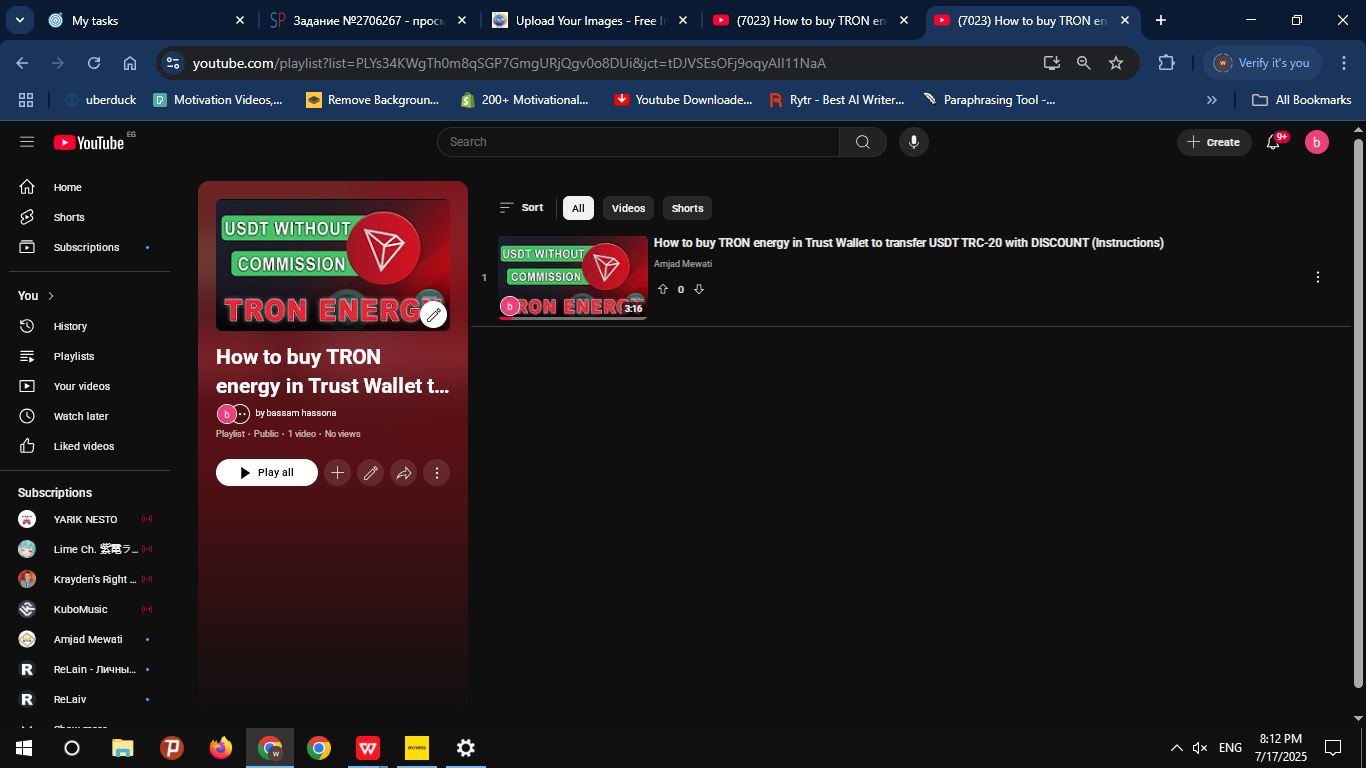 My tasks
Задание №2706267 - просм
Upload Your Images - Free Ir
(7023) How to buy TRON en
(7023) How to buy TRON en
youtube.com/playlist?list=PLYs34KWgTh0m8qSGP7GmgURjQgv0o8DUi&jct=tDJVSEsOFj9oqyAlI11NaA
Verify it's you
uberduck
Motivation Videos,...
Remove Backgroun...
200+ Motivational...
Youtube Downloade...
Rytr - Best AI Writer...
Paraphrasing Tool -...
All Bookmarks
YouTube EG
Search
Create
9+
b
Home
Shorts
Subscriptions
You
History
Playlists
Your videos
Watch later
Liked videos
Subscriptions
YARIK NESTO
Lime Ch. 紫電ラ...
Krayden's Right ...
KuboMusic
Amjad Mewati
ReLain - Личны...
ReLaiv
USDT WITHOUT
COMMISSION
TRON ENERGY
How to buy TRON
energy in Trust Wallet t...
b
by bassam hassona
Playlist • Public • 1 video • No views
Play all
Sort
All
Videos
Shorts
1
USDT WITHOUT
COMMISSION
b
RON ENERG
3:16
How to buy TRON energy in Trust Wallet to transfer USDT TRC-20 with DISCOUNT (Instructions)
Amjad Mewati
0
exness
ENG
8:12 PM
7/17/2025